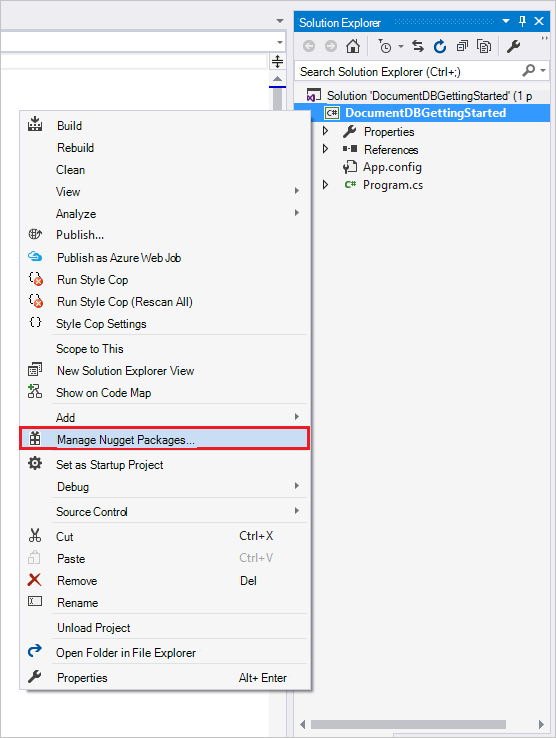 Solution Explorer
Search Solution Explorer (Ctrl+;)
Solution 'DocumentDBGettingStarted' (1 p
C# DocumentDBGettingStarted
Properties
References
App.config
C# Program.cs
Build
Rebuild
Clean
View
Analyze
Publish...
Publish as Azure Web Job
Run Style Cop
Run Style Cop (Rescan All)
Style Cop Settings
Scope to This
New Solution Explorer View
Show on Code Map
Add
Manage Nugget Packages...
Set as Startup Project
Debug
Source Control
Cut Ctrl+X
Paste Ctrl+V
Remove Del
Rename
Unload Project
Open Folder in File Explorer
Properties Alt+ Enter